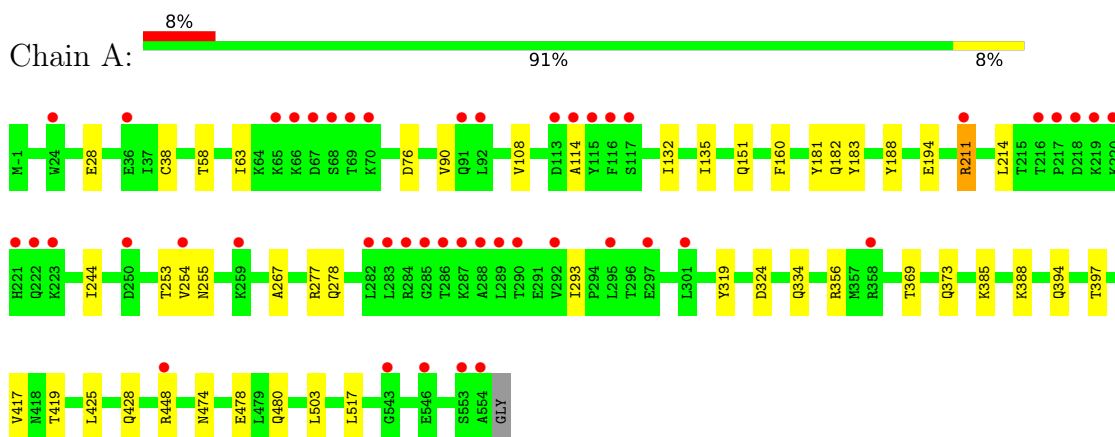 8%
Chain A:
91% 8%
M-1 W24 E28 E36 I37 C38 T58 I63 K64 K65 K66 D67 S68 T69 K70 D76 V90 Q91 L92 V108 D113 A114 Y115 F116 S117 I132 I135 Q151 F160 Y181 Q182 Y183 Y188 E194 R211 L214 T215 T216 P217 D218 K219 K220
H221 Q222 K223 I244 D250 T253 V254 N255 K259 A267 R277 Q278 L282 L283 R284 G285 T286 K287 A288 L289 T290 E291 V292 I293 P294 L295 T296 E297 L301 Y319 D324 Q334 R356 M357 R358 T369 Q373 K385 K388 Q394 T397
V417 N418 T419 L425 Q428 R448 N474 E478 L479 Q480 L503 L517 G543 E546 S553 A554 GLY